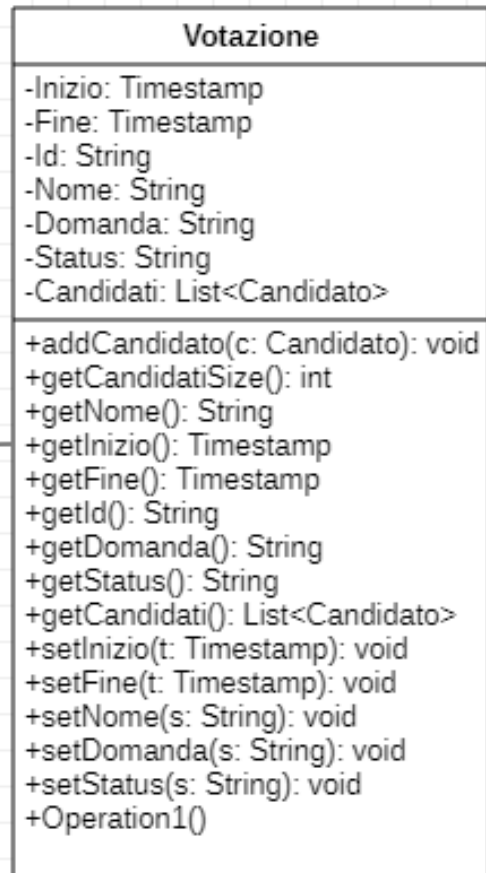 Votazione
-Inizio: Timestamp
-Fine: Timestamp
-Id: String
-Nome: String
-Domanda: String
-Status: String
-Candidati: List<Candidato>
+addCandidato(c: Candidato): void
+getCandidatiSize(): int
+getNome(): String
+getInizio(): Timestamp
+getFine(): Timestamp
+getId(): String
+getDomanda(): String
+getStatus(): String
+getCandidati(): List<Candidato>
+setInizio(t: Timestamp): void
+setFine(t: Timestamp): void
+setNome(s: String): void
+setDomanda(s: String): void
+setStatus(s: String): void
+Operation1()